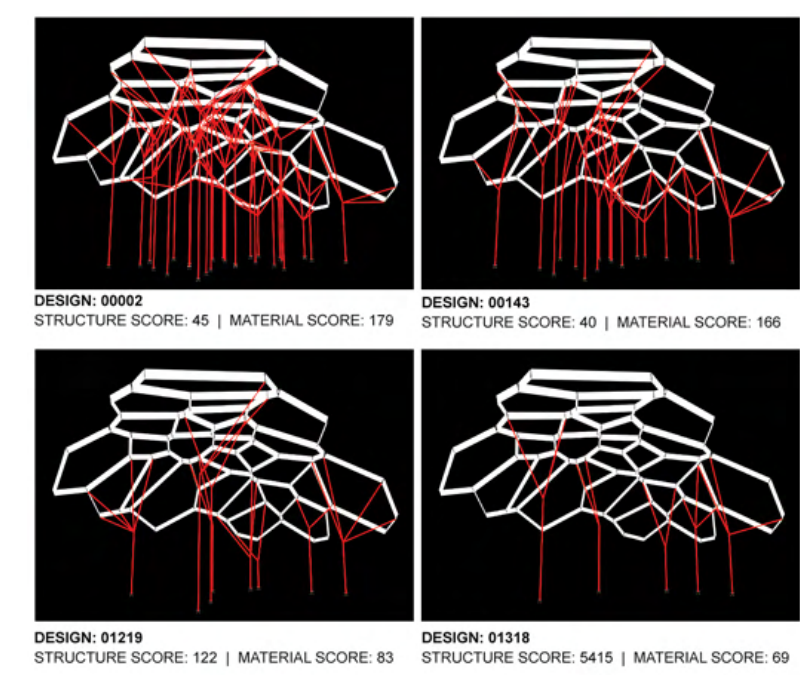 DESIGN: 00002
STRUCTURE SCORE: 45 | MATERIAL SCORE: 179
DESIGN: 00143
STRUCTURE SCORE: 40 | MATERIAL SCORE: 166
DESIGN: 01219
STRUCTURE SCORE: 122 | MATERIAL SCORE: 83
DESIGN: 01318
STRUCTURE SCORE: 5415 | MATERIAL SCORE: 69